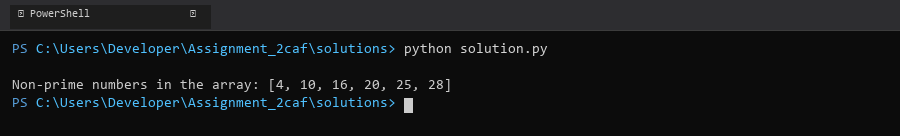 PowerShell
PS C:\Users\Developer\Assignment_2caf\solutions> python solution.py
Non-prime numbers in the array: [4, 10, 16, 20, 25, 28]
PS C:\Users\Developer\Assignment_2caf\solutions>